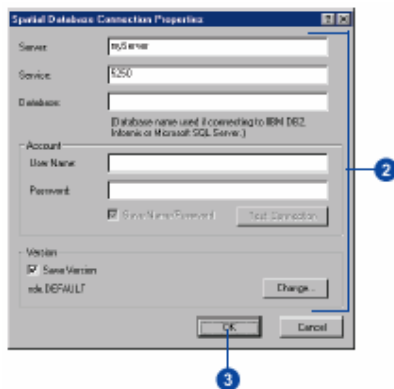 Spatial Database Connection Properties
Server: myServer
Service: 5250
Database:
(Database name used if connecting to IBM DB2,
Informix or Microsoft SQL Server.)
Account
User Name:
Password:
Save Name/Password Test Connection
2
Version
Save Version
sde.DEFAULT Change...
OK Cancel
3